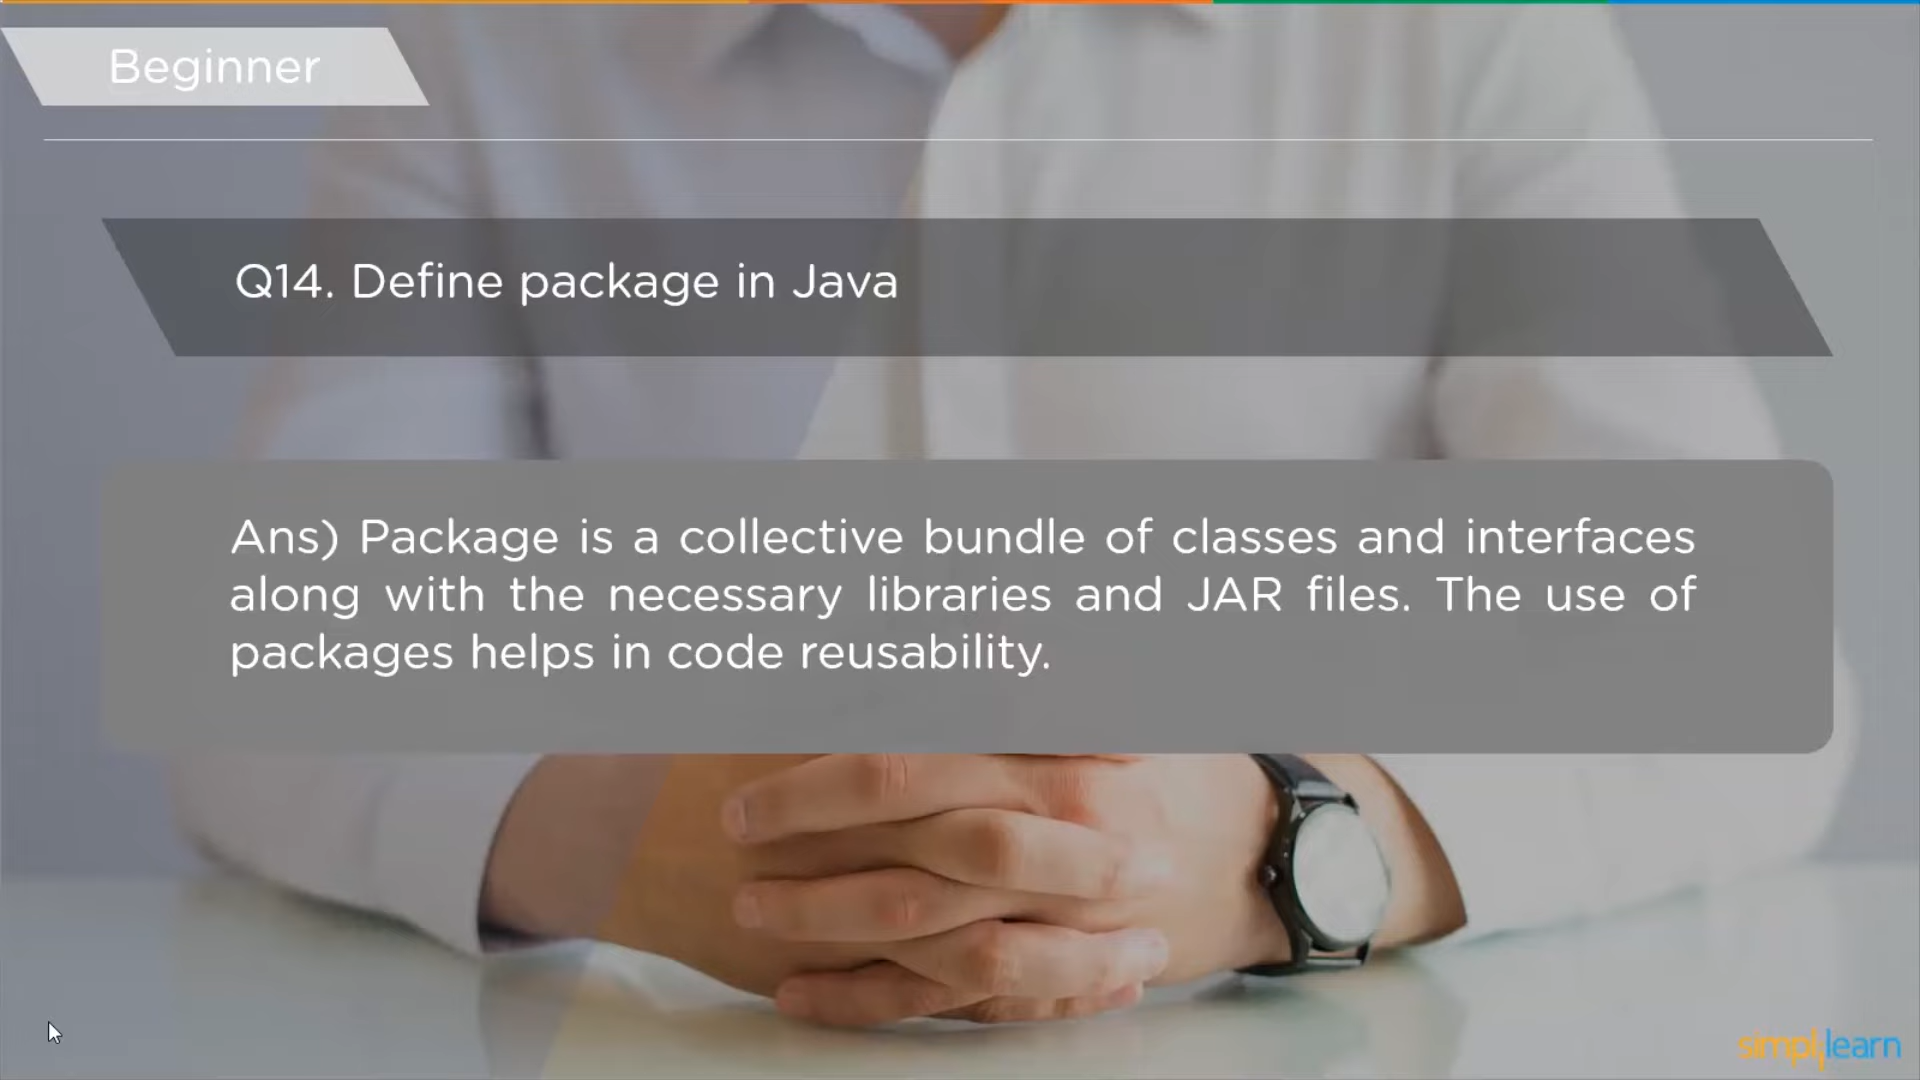 Beginner
Q14. Define package in Java
Ans) Package is a collective bundle of classes and interfaces
along with the necessary libraries and JAR files. The use of
packages helps in code reusability.
simplilearn